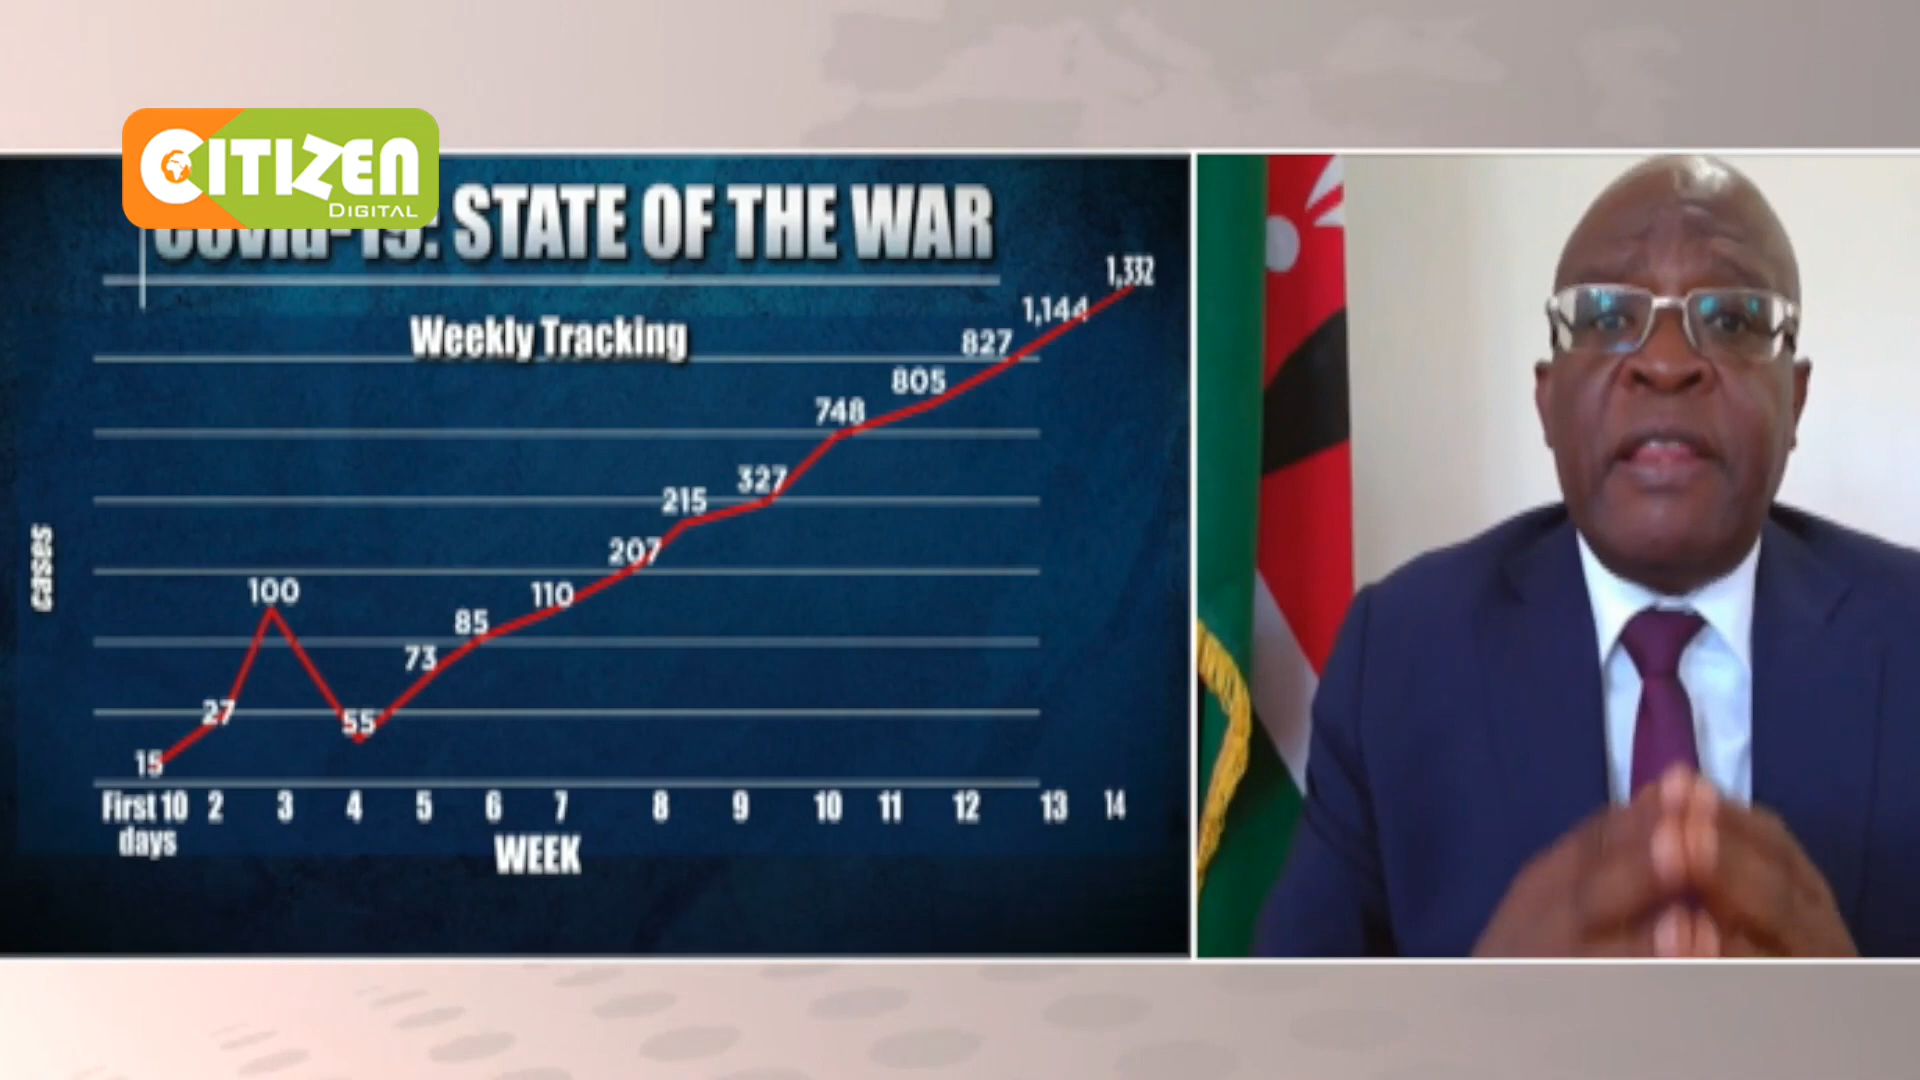 CITIZEN
DIGITAL
Covid-19: STATE OF THE WAR
Weekly Tracking
1,332
1,144
827
805
748
327
215
207
110
100
85
73
55
27
15
cases
First 10 days 2 3 4 5 6 7 8 9 10 11 12 13 14
WEEK